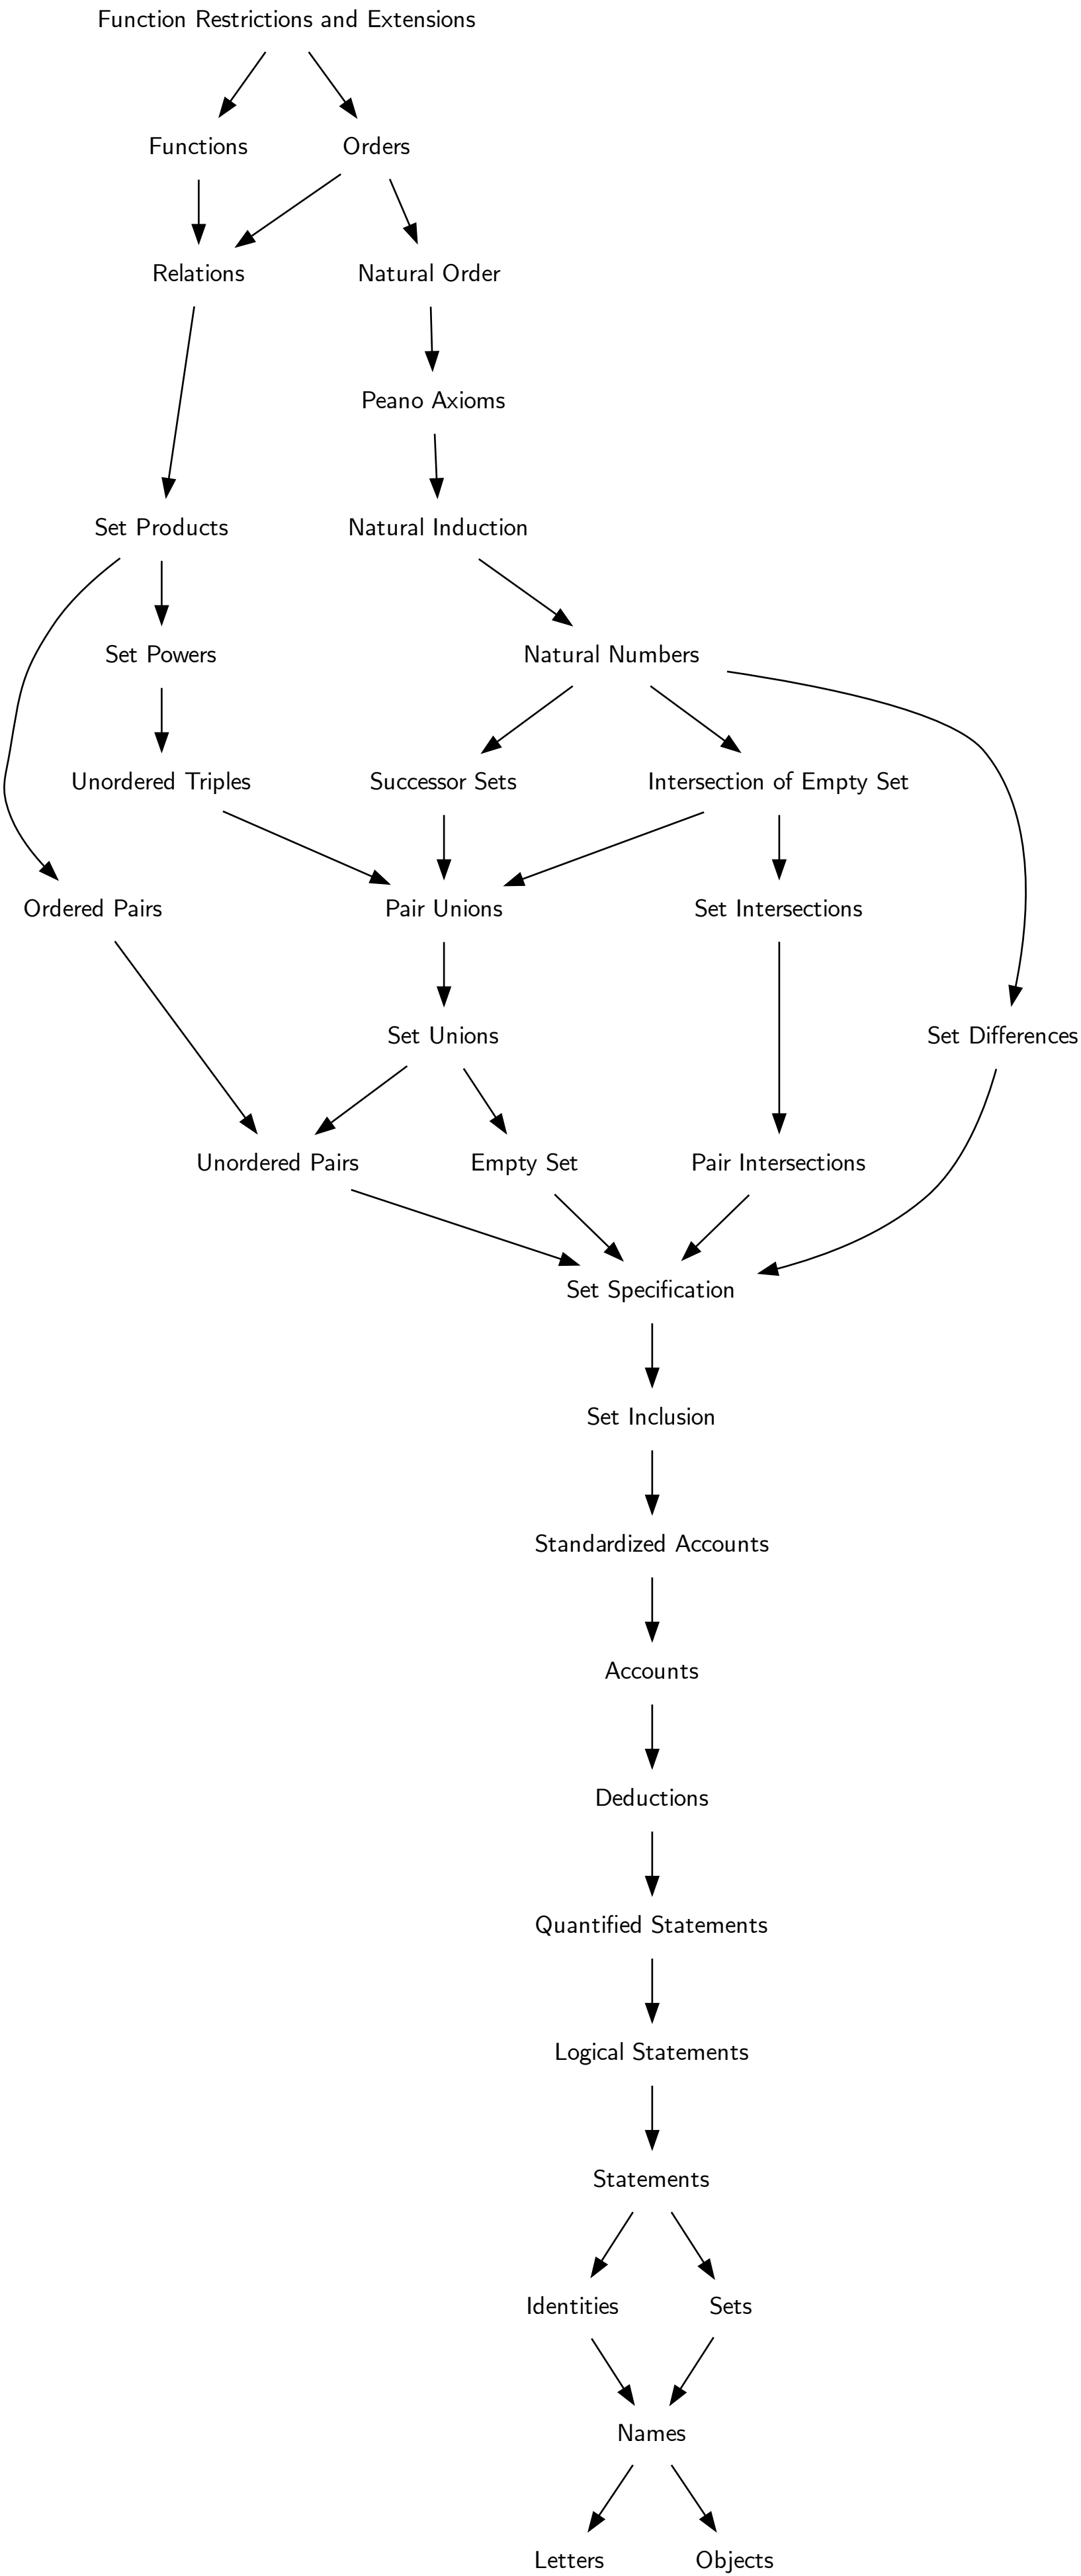 Function Restrictions and Extensions
Functions
Orders
Relations
Natural Order
Peano Axioms
Set Products
Natural Induction
Set Powers
Natural Numbers
Unordered Triples
Successor Sets
Intersection of Empty Set
Ordered Pairs
Pair Unions
Set Intersections
Set Unions
Set Differences
Unordered Pairs
Empty Set
Pair Intersections
Set Specification
Set Inclusion
Standardized Accounts
Accounts
Deductions
Quantified Statements
Logical Statements
Statements
Identities
Sets
Names
Letters
Objects